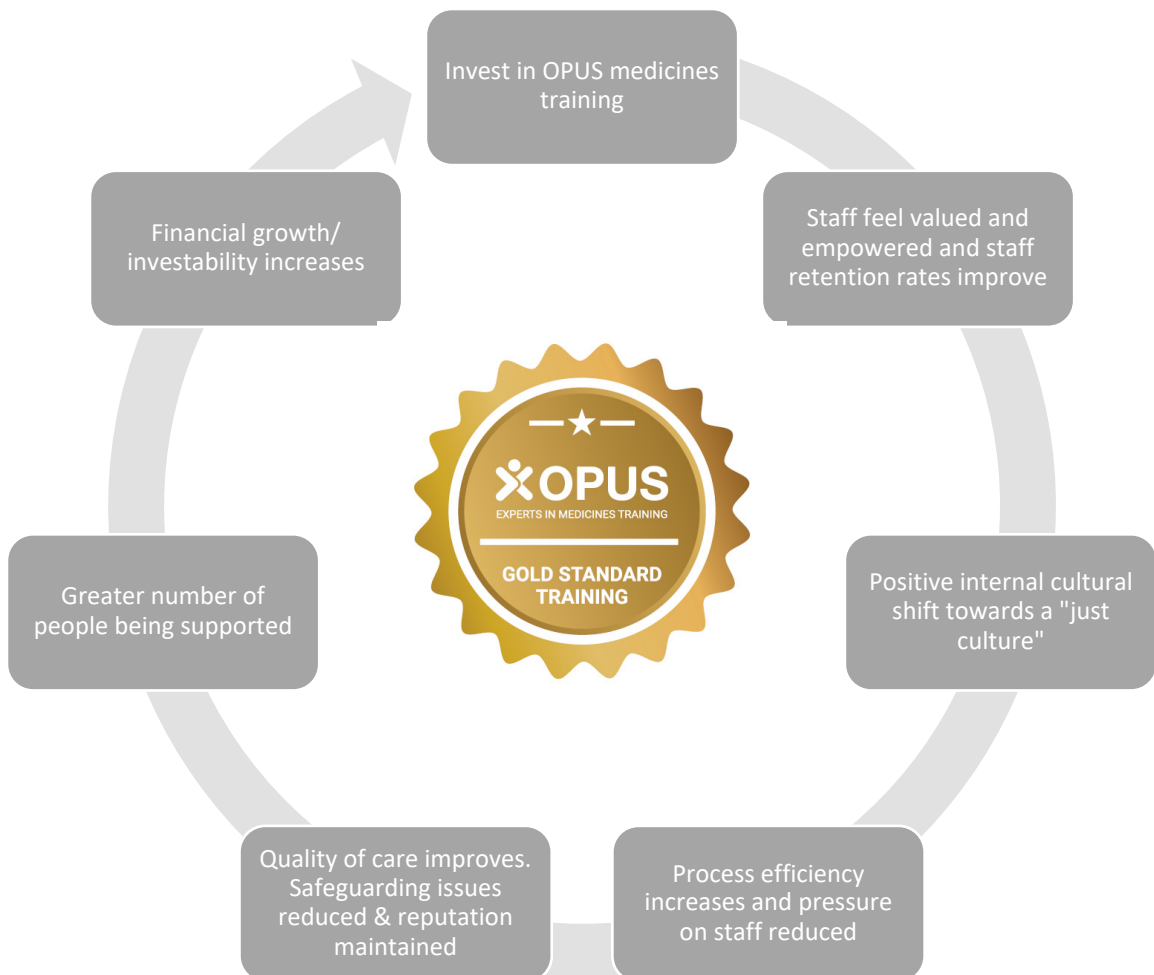 Invest in OPUS medicines
training
Staff feel valued and
empowered and staff
retention rates improve
Positive internal cultural
shift towards a "just
culture"
Process efficiency
increases and pressure
on staff reduced
Quality of care improves.
Safeguarding issues
reduced & reputation
maintained
Greater number of
people being supported
Financial growth/
investability increases
OPUS
EXPERTS IN MEDICINES TRAINING
GOLD STANDARD
TRAINING